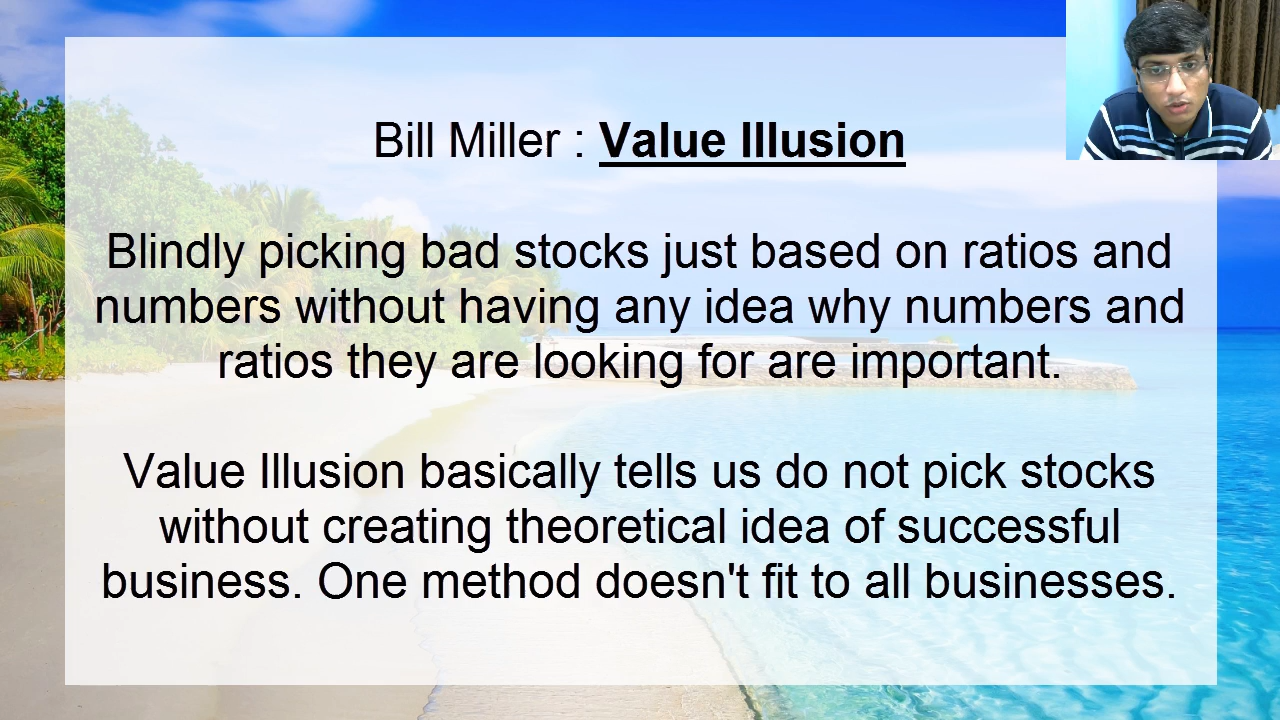 Bill Miller : Value Illusion
Blindly picking bad stocks just based on ratios and
numbers without having any idea why numbers and
ratios they are looking for are important.
Value Illusion basically tells us do not pick stocks
without creating theoretical idea of successful
business. One method doesn't fit to all businesses.